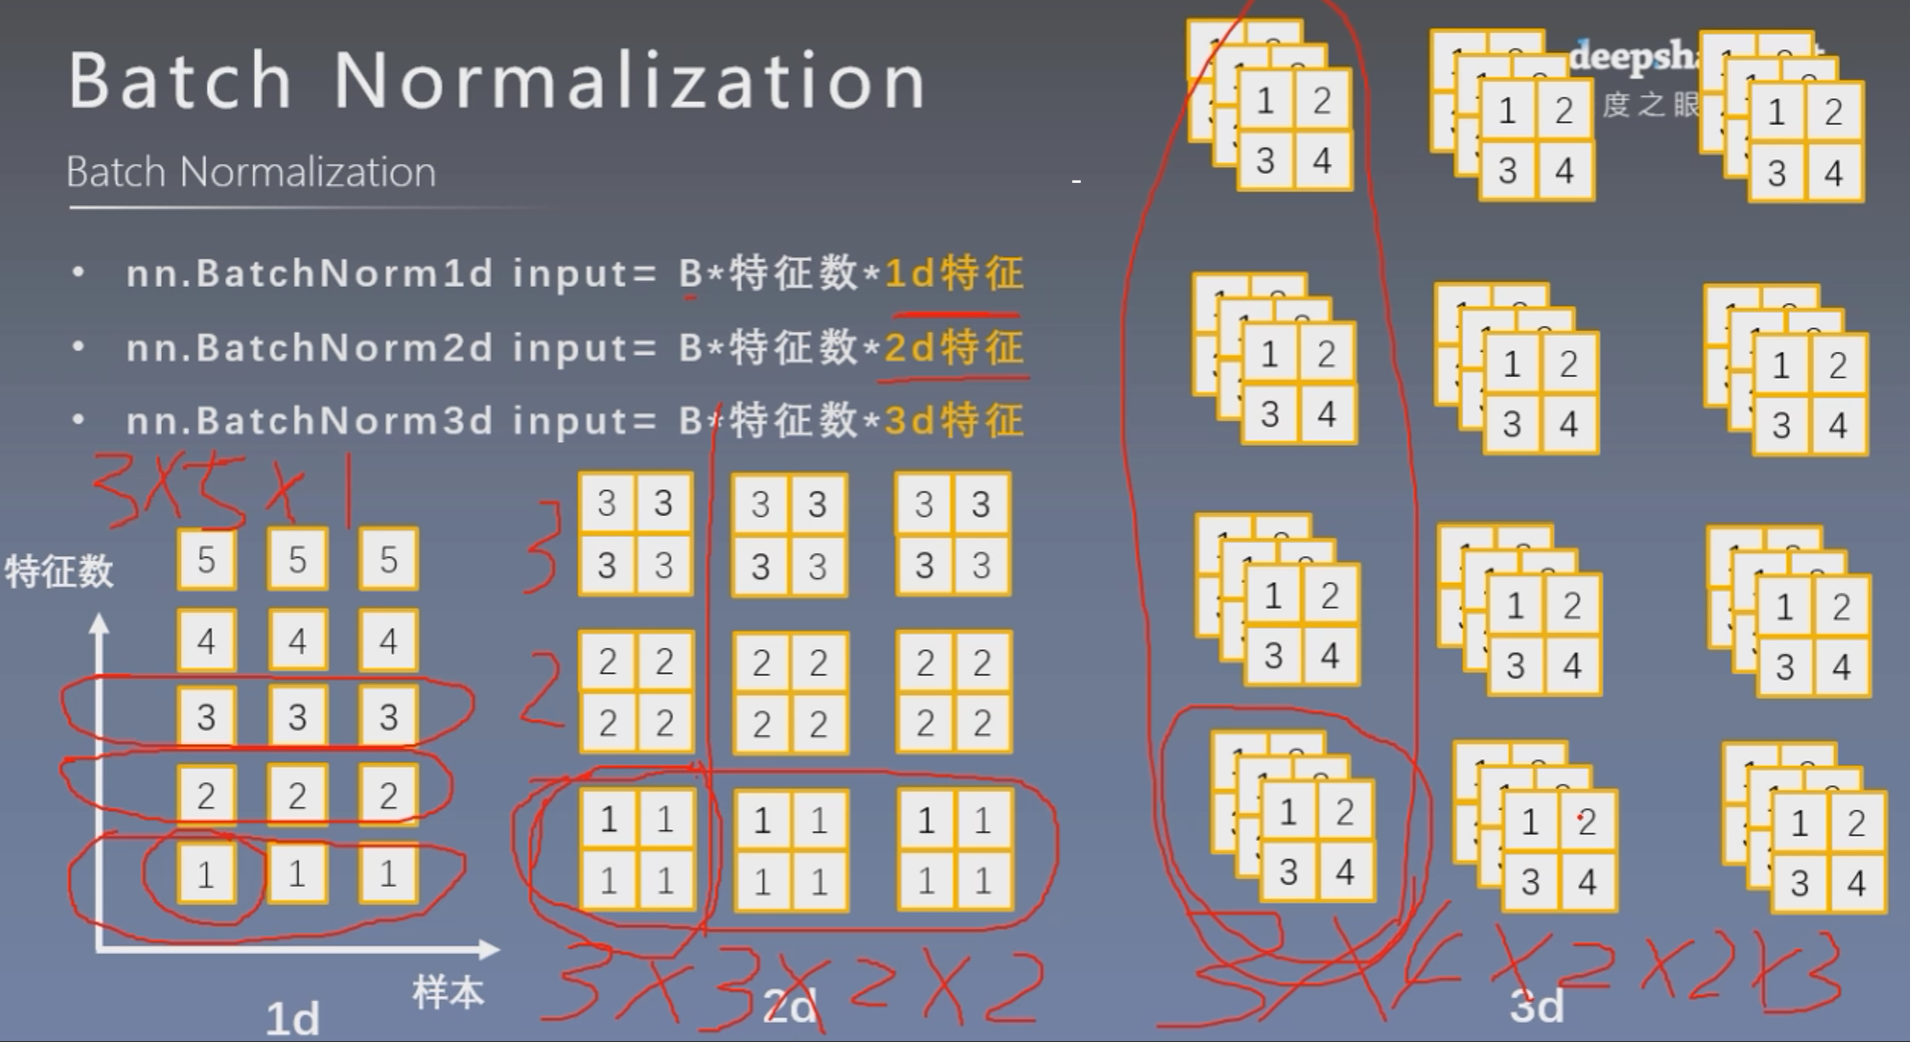 Batch Normalization
deepsha
度之眼
Batch Normalization
• nn.BatchNorm1d input= B*特征数*1d特征
• nn.BatchNorm2d input= B*特征数*2d特征
• nn.BatchNorm3d input= B*特征数*3d特征
3X5X1
特征数
5 5 5
4 4 4
3 3 3
2 2 2
1 1 1
样本
1d
3
3 3 3 3 3 3
3 3 3 3 3 3
2
2 2 2 2 2 2
2 2 2 2 2 2
1 1 1 1 1 1
1 1 1 1 1 1
3X3X2X2
2d
1 2 1 2 1 2
3 4 3 4 3 4
1 2 1 2 1 2
3 4 3 4 3 4
1 2 1 2 1 2
3 4 3 4 3 4
1 2 1 2 1 2
3 4 3 4 3 4
3X4X2X2X3
3d